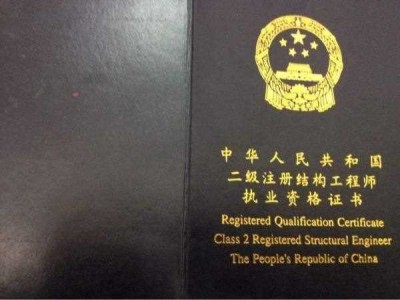 中华人民共和国
二级注册结构工程师
执业资格证书
Registered Qualification Certificate
Class 2 Registered Structural Engineer
The People's Republic of China